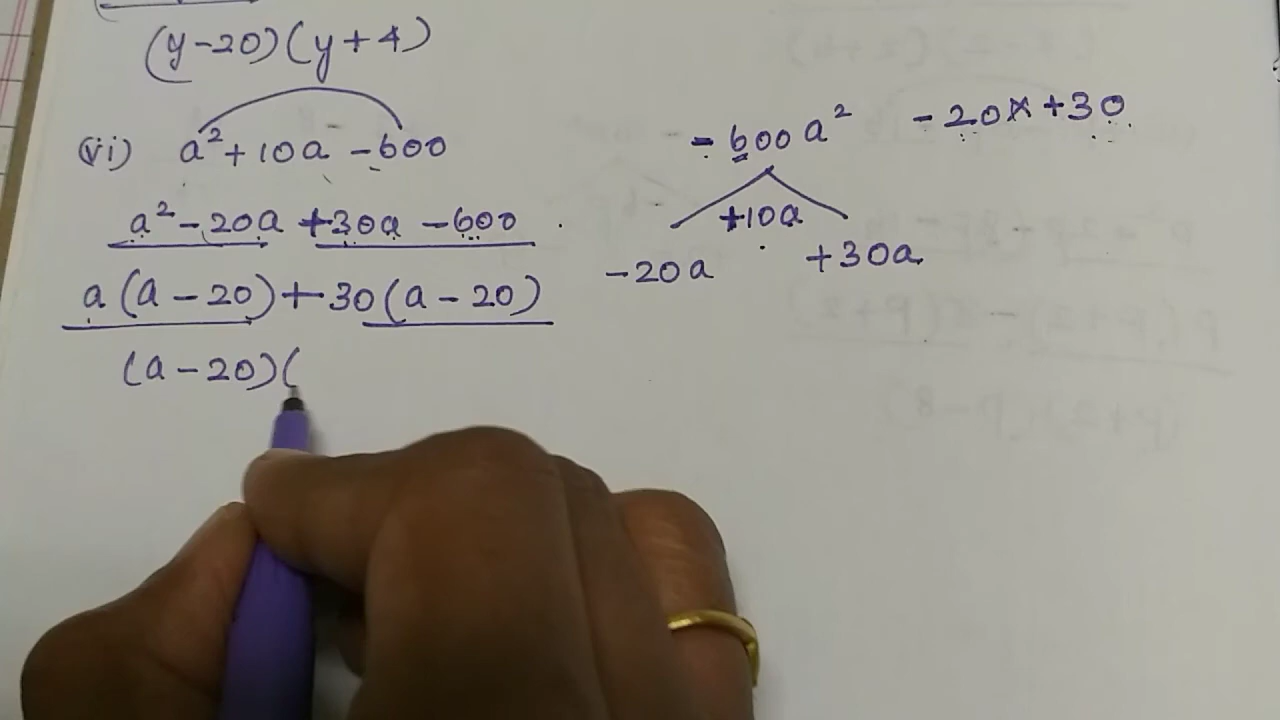 (y-20)(y+4)
(vi) a²+10a -600
a² -20a +30a -600
a(a-20)+30(a-20)
(a-20)(
-600a²
-20×+30
+10a
-20a +30a